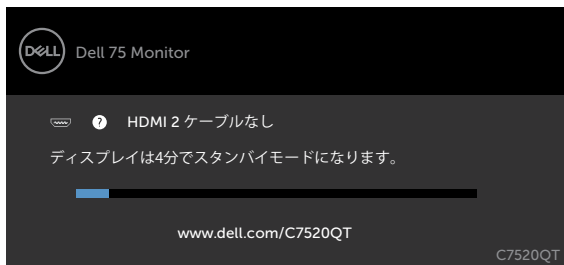 DELL
Dell 75 Monitor
? HDMI 2 ケーブルなし
ディスプレイは4分でスタンバイモードになります。
www.dell.com/C7520QT
C7520QT